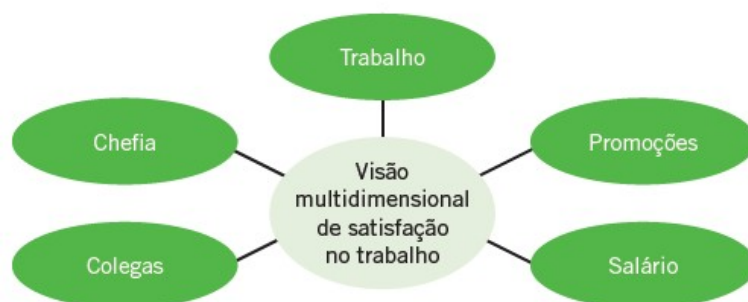 Trabalho
Chefia
Promoções
Visão
multidimensional
de satisfação
no trabalho
Colegas
Salário